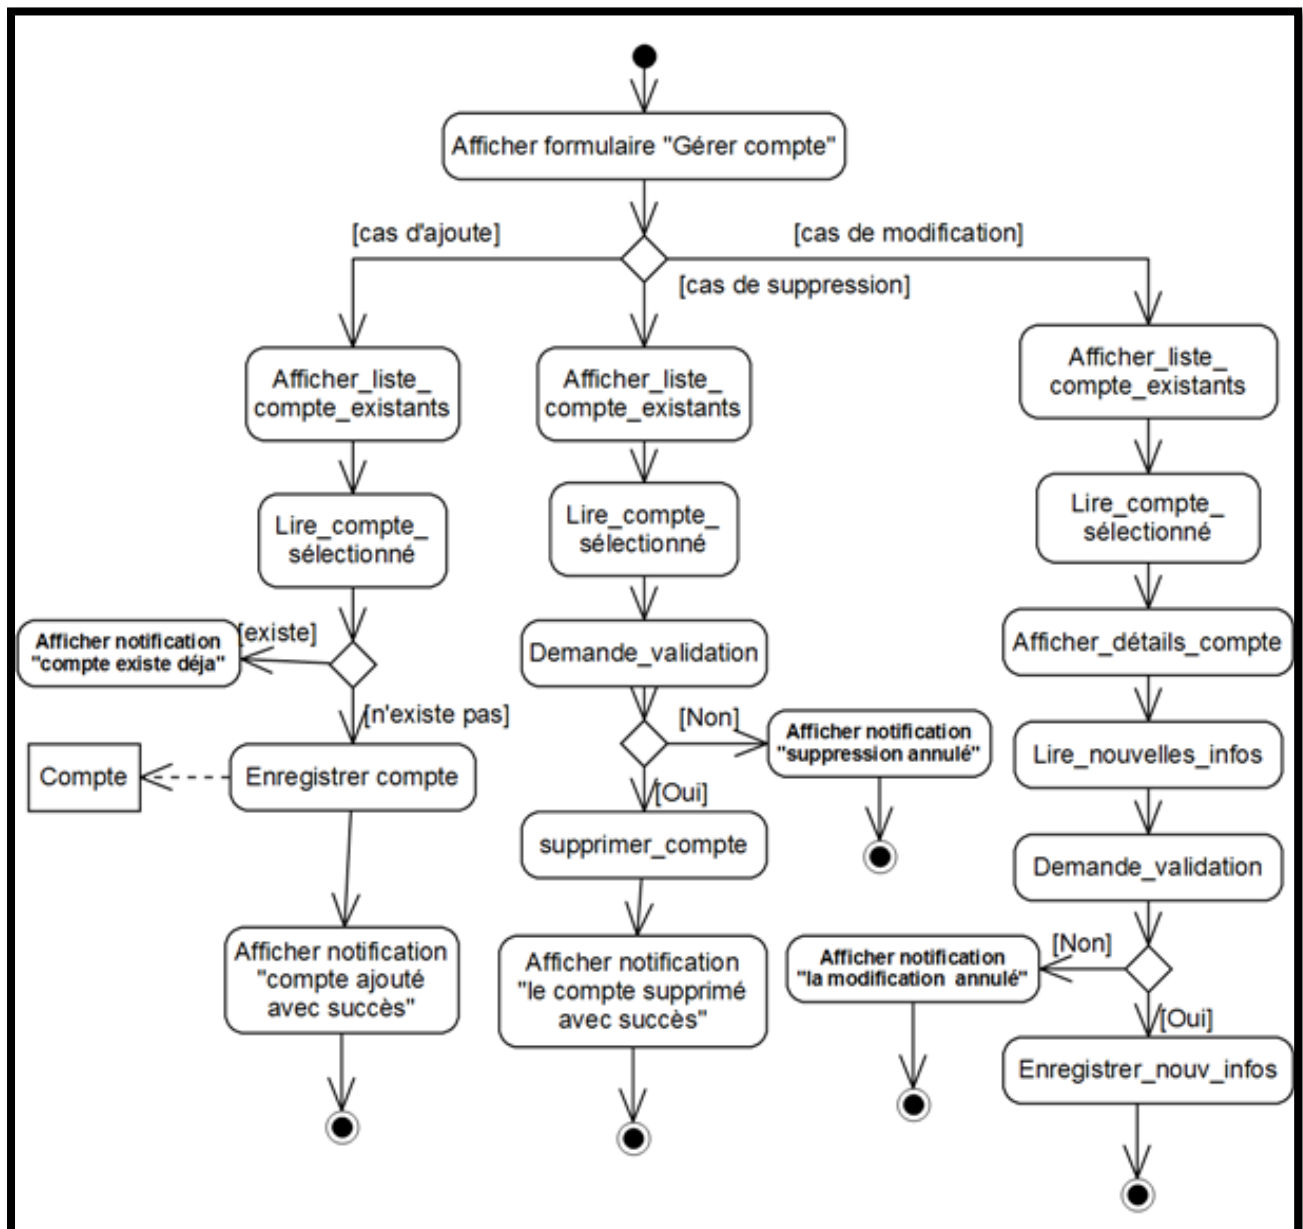 Afficher formulaire "Gérer compte"
[cas d'ajoute]
[cas de modification]
[cas de suppression]
Afficher_liste_
compte_existants
Lire_compte_
sélectionné
[existe]
Afficher notification
"compte existe déja"
[n'existe pas]
Enregistrer compte
Compte
Afficher notification
"compte ajouté
avec succès"
Afficher_liste_
compte_existants
Lire_compte_
sélectionné
Demande_validation
[Non]
Afficher notification
"suppression annulé"
[Oui]
supprimer_compte
Afficher notification
"le compte supprimé
avec succès"
Afficher_liste_
compte_existants
Lire_compte_
sélectionné
Afficher_détails_compte
Lire_nouvelles_infos
Demande_validation
[Non]
Afficher notification
"la modification  annulé"
[Oui]
Enregistrer_nouv_infos